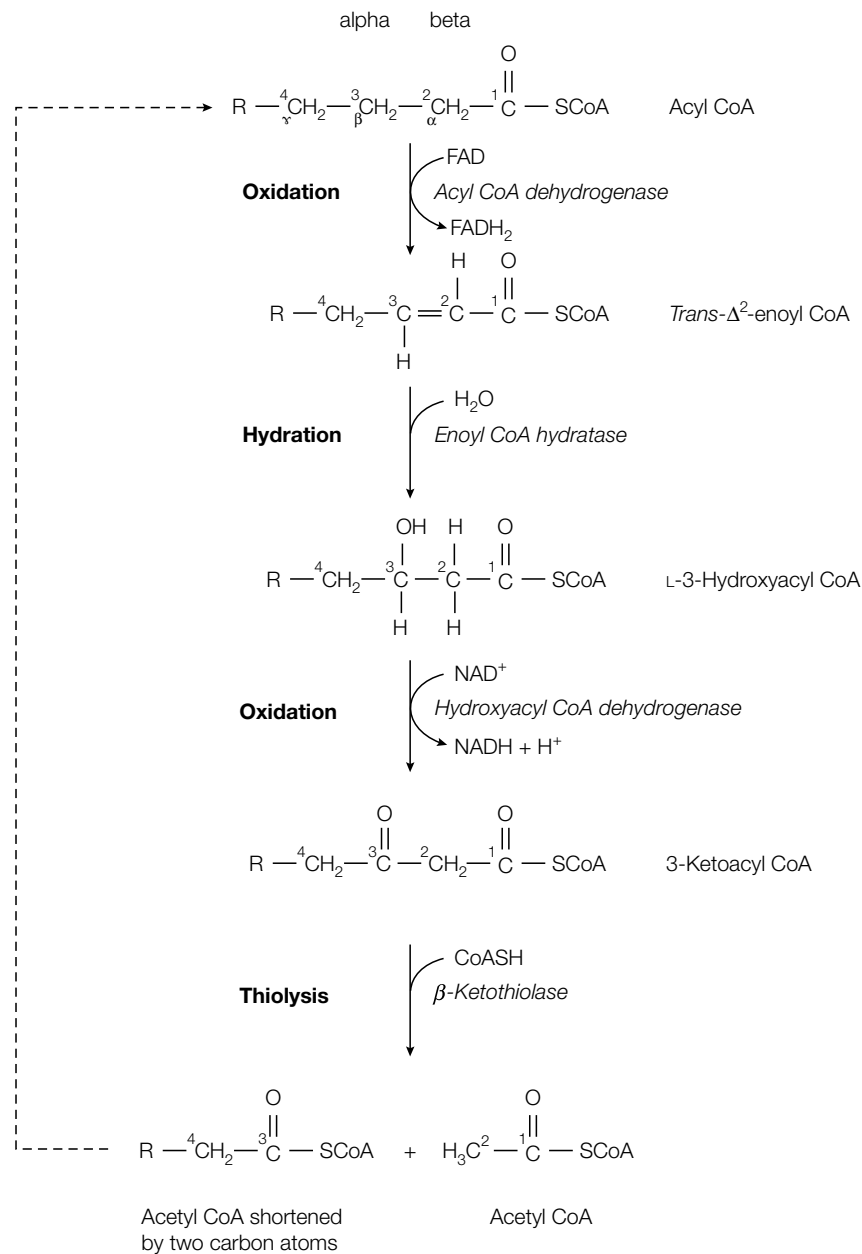 alpha beta
O
R — ⁴CH₂ — ³CH₂ — ²CH₂ — ¹C — SCoA Acyl CoA
γ β α
FAD
Oxidation Acyl CoA dehydrogenase
FADH₂
H O
R — ⁴CH₂ — ³C = ²C — ¹C — SCoA Trans-Δ²-enoyl CoA
H
H₂O
Hydration Enoyl CoA hydratase
OH H O
R — ⁴CH₂ — ³C — ²C — ¹C — SCoA L-3-Hydroxyacyl CoA
H H
NAD⁺
Oxidation Hydroxyacyl CoA dehydrogenase
NADH + H⁺
O O
R — ⁴CH₂ — ³C — ²CH₂ — ¹C — SCoA 3-Ketoacyl CoA
CoASH
Thiolysis β-Ketothiolase
O O
R — ⁴CH₂ — ³C — SCoA + H₃C² — ¹C — SCoA
Acetyl CoA shortened Acetyl CoA
by two carbon atoms